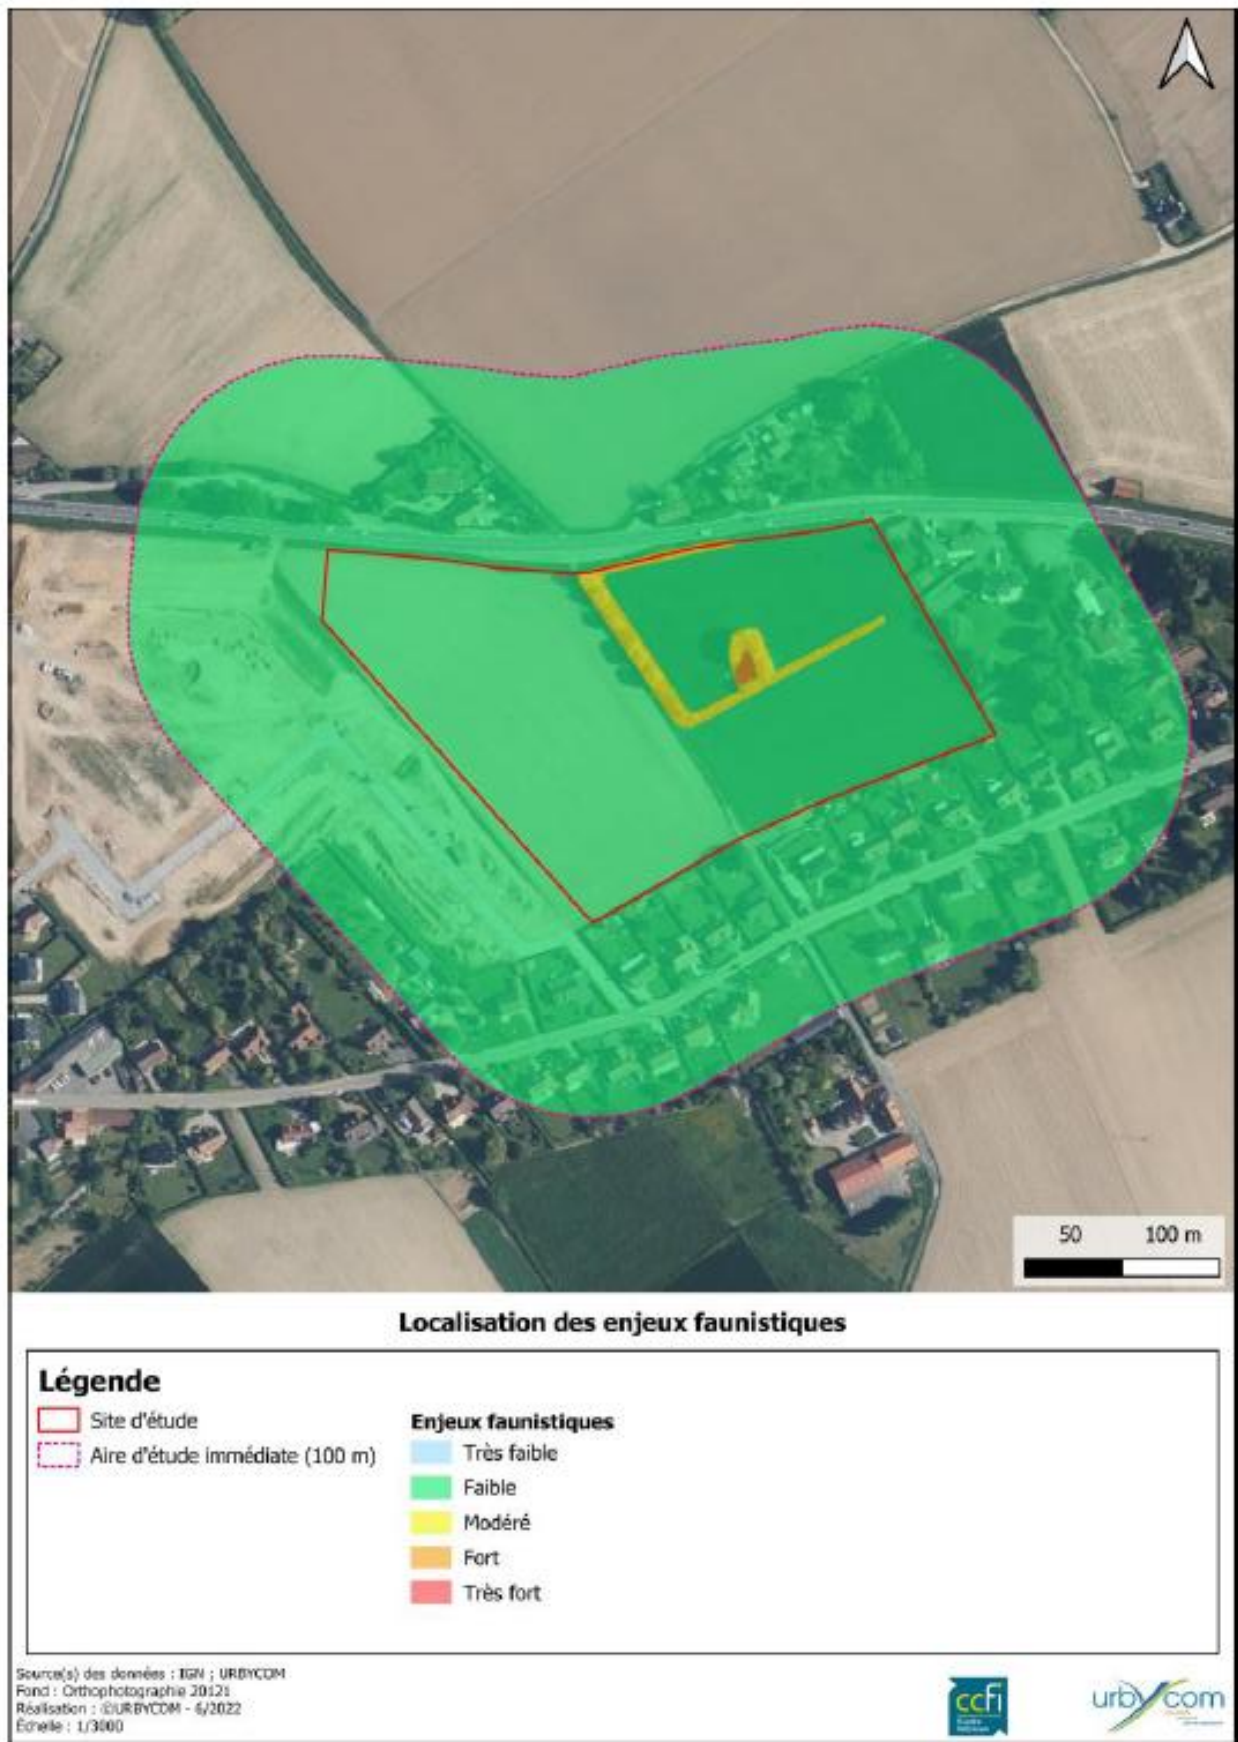 50 100 m
Localisation des enjeux faunistiques
Légende
Site d'étude
Aire d'étude immédiate (100 m)
Enjeux faunistiques
Très faible
Faible
Modéré
Fort
Très fort
Source(s) des données : IGN ; URBYCOM
Fond : Orthophotographie 20121
Réalisation : ©URBYCOM - 6/2022
Échelle : 1/3000
ccfi
urbycom